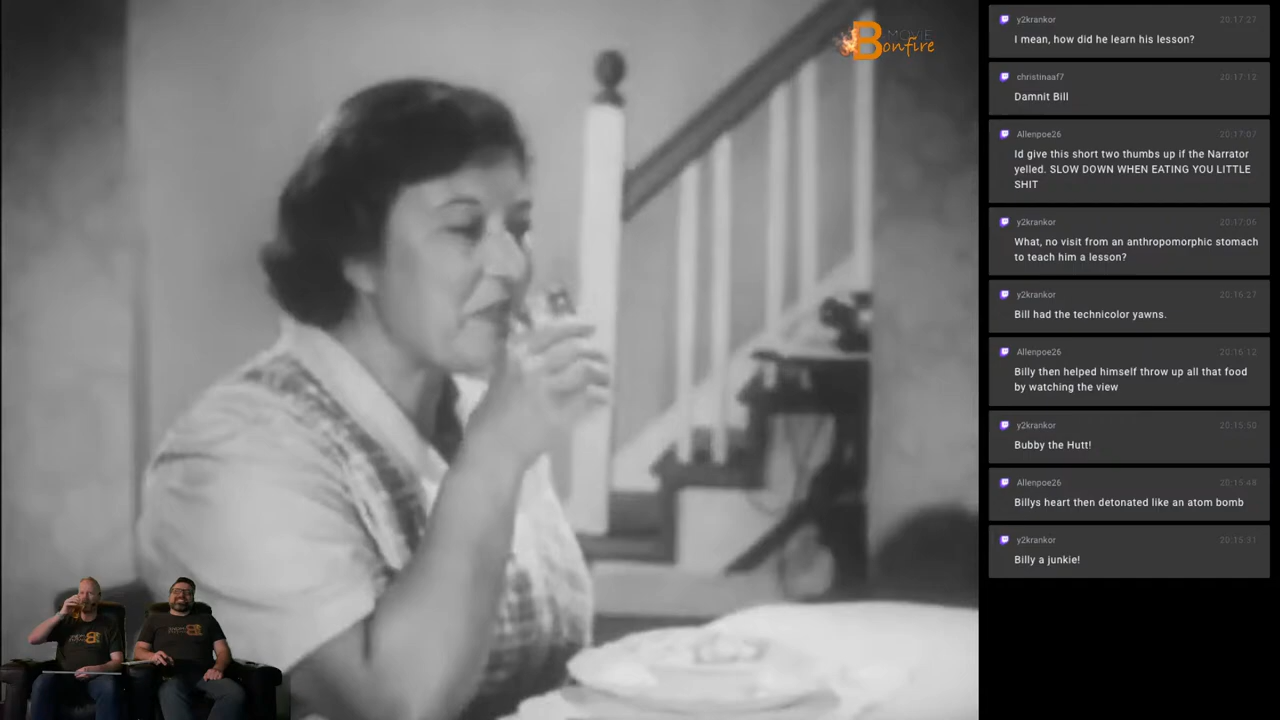 MOVIE
Bonfire
y2krankor
20:17:27
I mean, how did he learn his lesson?
christinaaf7
20:17:12
Damnit Bill
Allenpoe26
20:17:07
Id give this short two thumbs up if the Narrator
yelled. SLOW DOWN WHEN EATING YOU LITTLE
SHIT
y2krankor
20:17:06
What, no visit from an anthropomorphic stomach
to teach him a lesson?
y2krankor
20:16:27
Bill had the technicolor yawns.
Allenpoe26
20:16:12
Billy then helped himself throw up all that food
by watching the view
y2krankor
20:15:50
Bubby the Hutt!
Allenpoe26
20:15:48
Billys heart then detonated like an atom bomb
y2krankor
20:15:31
Billy a junkie!